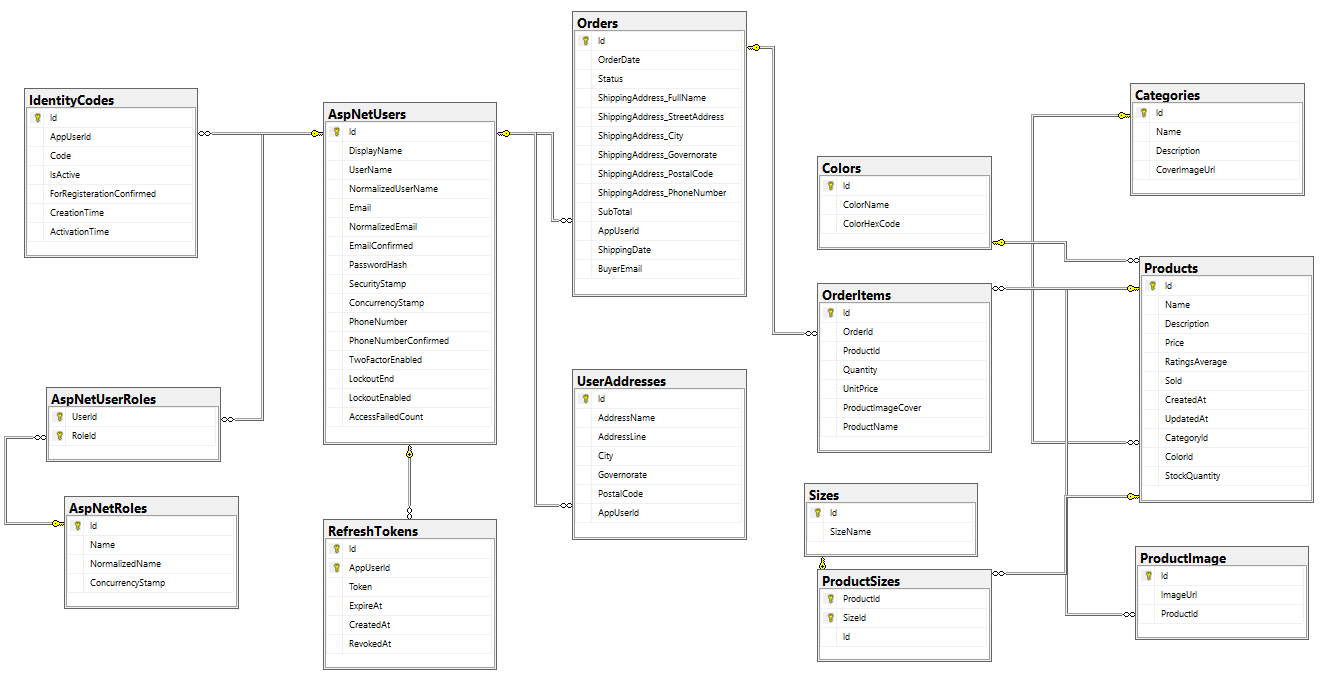 Orders
Id
OrderDate
Status
ShippingAddress_FullName
ShippingAddress_StreetAddress
ShippingAddress_City
ShippingAddress_Governorate
ShippingAddress_PostalCode
ShippingAddress_PhoneNumber
SubTotal
AppUserId
ShippingDate
BuyerEmail
IdentityCodes
Id
AppUserId
Code
IsActive
ForRegisterationConfirmed
CreationTime
ActivationTime
AspNetUsers
Id
DisplayName
UserName
NormalizedUserName
Email
NormalizedEmail
EmailConfirmed
PasswordHash
SecurityStamp
ConcurrencyStamp
PhoneNumber
PhoneNumberConfirmed
TwoFactorEnabled
LockoutEnd
LockoutEnabled
AccessFailedCount
Categories
Id
Name
Description
CoverImageUrl
Colors
Id
ColorName
ColorHexCode
Products
Id
Name
Description
Price
RatingsAverage
Sold
CreatedAt
UpdatedAt
CategoryId
ColorId
StockQuantity
OrderItems
Id
OrderId
ProductId
Quantity
UnitPrice
ProductImageCover
ProductName
UserAddresses
Id
AddressName
AddressLine
City
Governorate
PostalCode
AppUserId
AspNetUserRoles
UserId
RoleId
AspNetRoles
Id
Name
NormalizedName
ConcurrencyStamp
RefreshTokens
Id
AppUserId
Token
ExpireAt
CreatedAt
RevokedAt
Sizes
Id
SizeName
ProductSizes
ProductId
SizeId
Id
ProductImage
Id
ImageUrl
ProductId